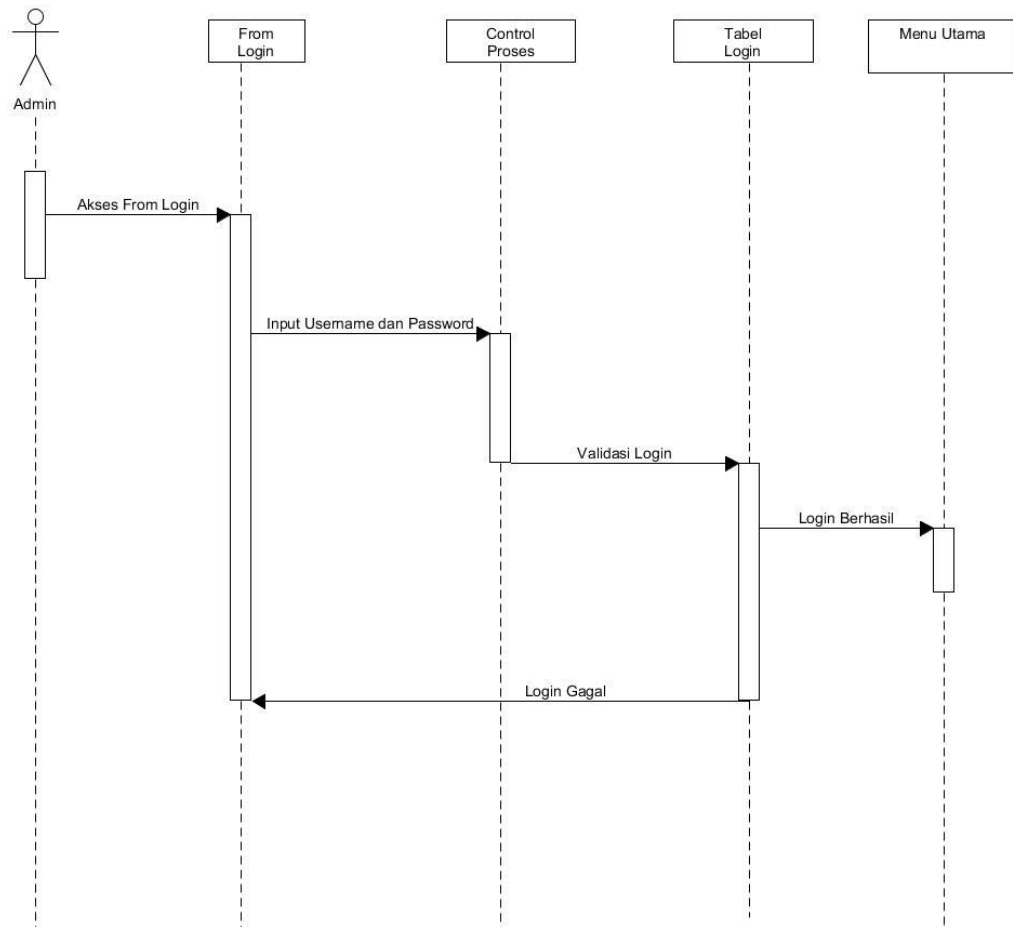 From
Login
Control
Proses
Tabel
Login
Menu Utama
Admin
Akses From Login
Input Username dan Password
Validasi Login
Login Berhasil
Login Gagal